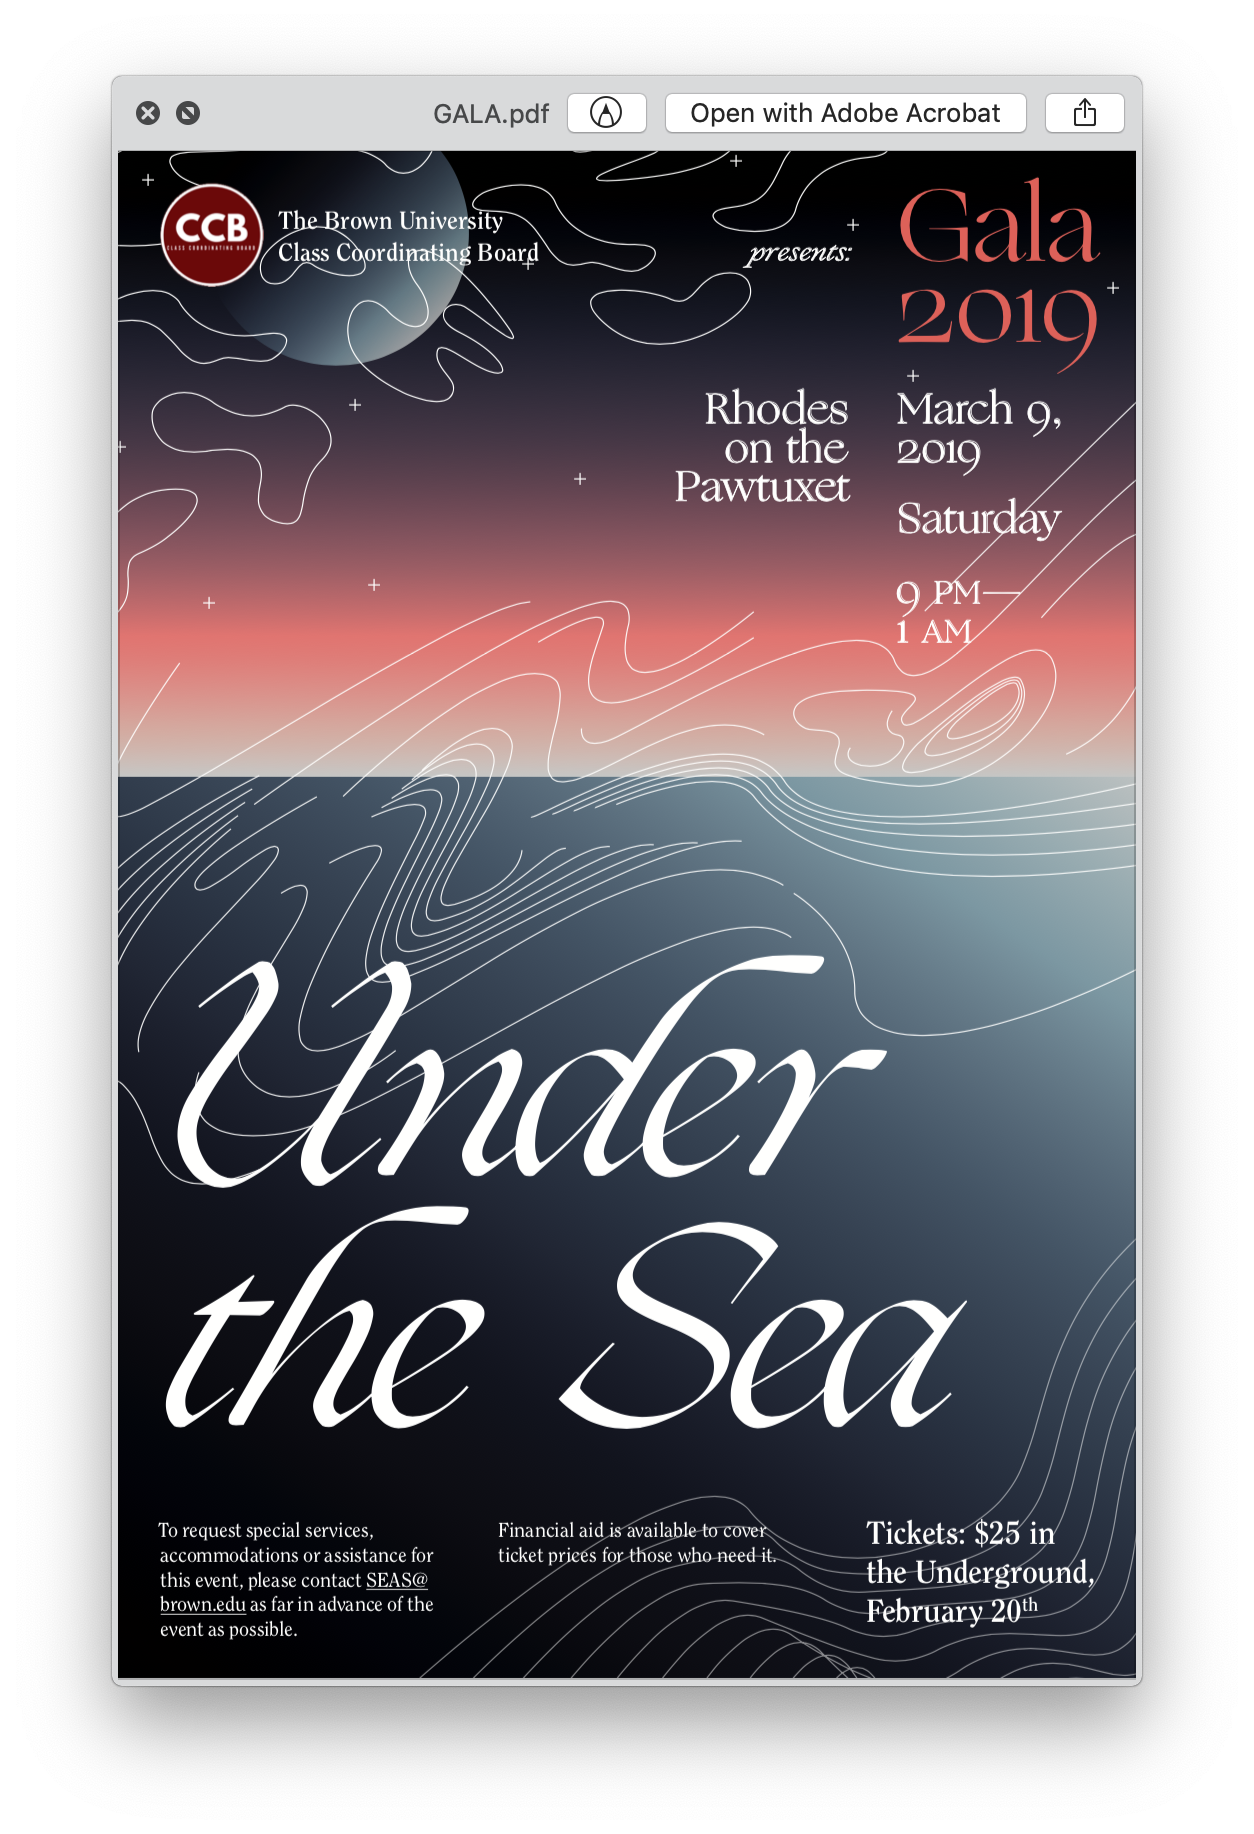 GALA.pdf
Open with Adobe Acrobat
CCB
CLASS COORDINATING BOARD
The Brown University
Class Coordinating Board
presents:
Gala
2019
Rhodes
on the
Pawtuxet
March 9,
2019
Saturday
9 PM—
1 AM
Under
the Sea
To request special services,
accommodations or assistance for
this event, please contact SEAS@
brown.edu as far in advance of the
event as possible.
Financial aid is available to cover
ticket prices for those who need it.
Tickets: $25 in
the Underground,
February 20th